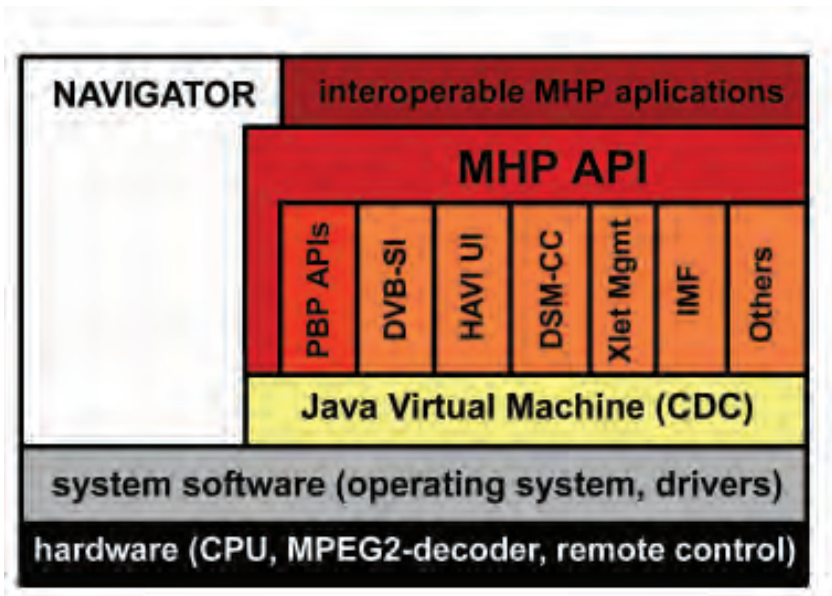 NAVIGATOR
interoperable MHP aplications
MHP API
PBP APIs
DVB-SI
HAVI UI
DSM-CC
Xlet Mgmt
IMF
Others
Java Virtual Machine (CDC)
system software (operating system, drivers)
hardware (CPU, MPEG2-decoder, remote control)